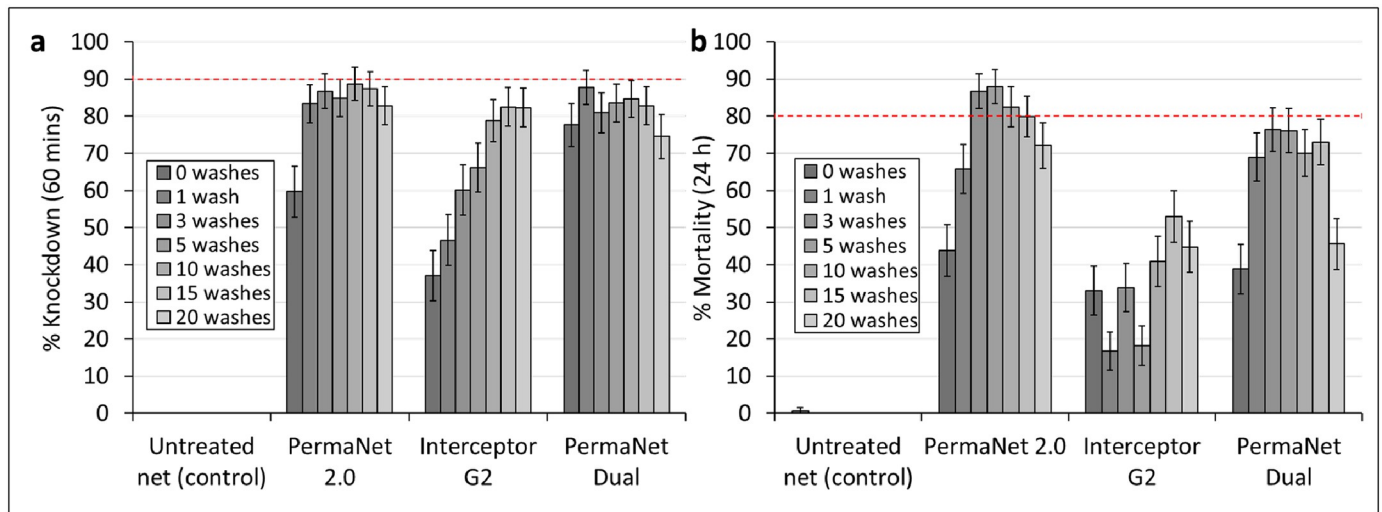 a
% Knockdown (60 mins)
100
90
80
70
60
50
40
30
20
10
0
0 washes
1 wash
3 washes
5 washes
10 washes
15 washes
20 washes
Untreated
net (control)
PermaNet
2.0
Interceptor
G2
PermaNet
Dual
b
% Mortality (24 h)
100
90
80
70
60
50
40
30
20
10
0
0 washes
1 wash
3 washes
5 washes
10 washes
15 washes
20 washes
Untreated
net (control)
PermaNet 2.0
Interceptor
G2
PermaNet
Dual